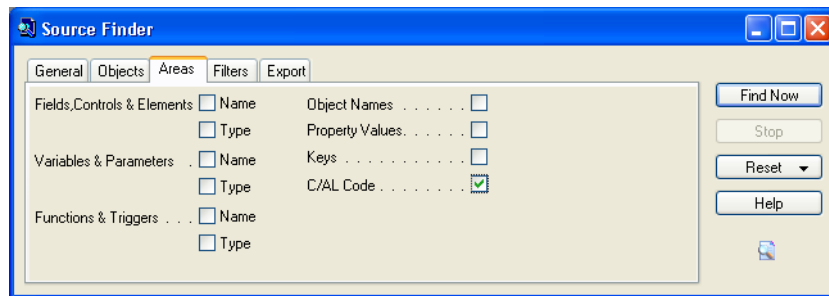 Source Finder
General Objects Areas Filters Export
Fields,Controls & Elements Name
Type
Variables & Parameters . Name
Type
Functions & Triggers . . . Name
Type
Object Names . . . . . .
Property Values. . . . . .
Keys . . . . . . . . . . .
C/AL Code . . . . . . . .
Find Now
Stop
Reset
Help